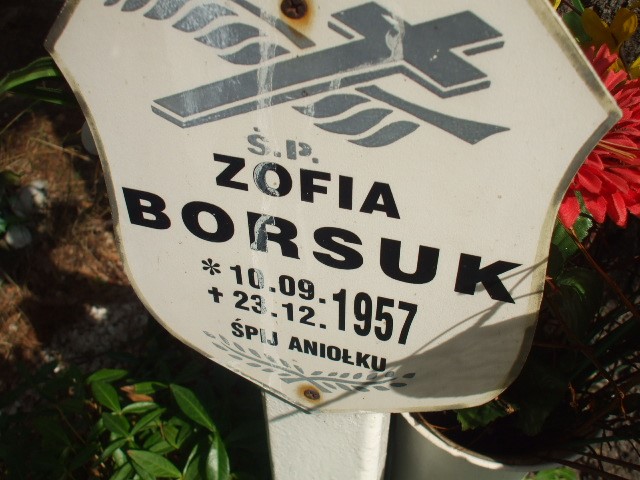 Ś.P.
ZOFIA
BORSUK
* 10.09.
+ 23.12. 1957
ŚPIJ ANIOŁKU